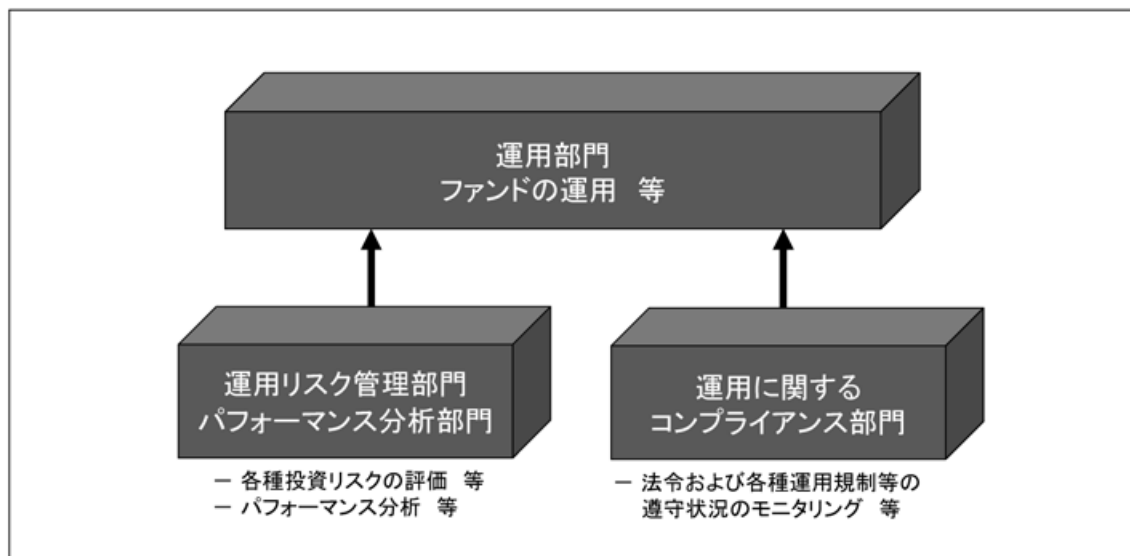 運用部門
ファンドの運用　等
運用リスク管理部門
パフォーマンス分析部門
－ 各種投資リスクの評価　等
－ パフォーマンス分析　等
運用に関する
コンプライアンス部門
－ 法令および各種運用規制等の
遵守状況のモニタリング　等